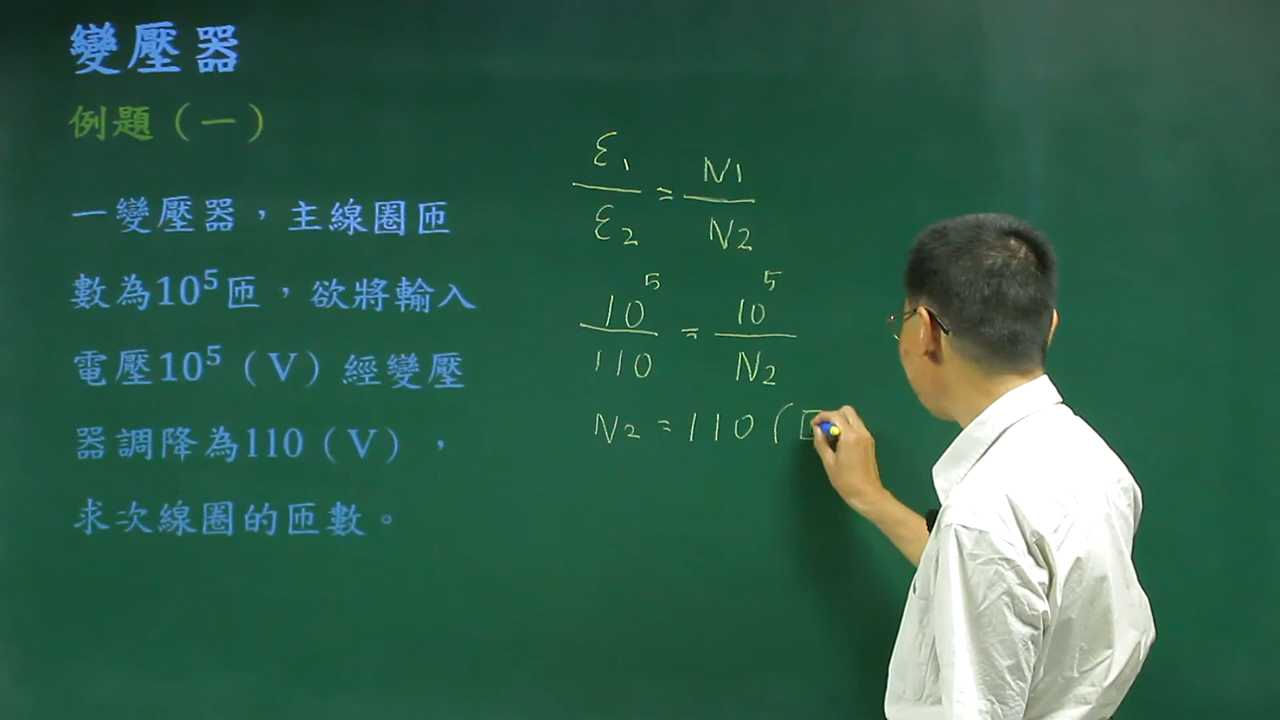 變壓器
例題（一）
一變壓器，主線圈匝
數為10⁵匝，欲將輸入
電壓10⁵（V）經變壓
器調降為110（V），
求次線圈的匝數。
ε₁/ε₂ = N1/N2
10⁵/110 = 10⁵/N2
N2 = 110 (